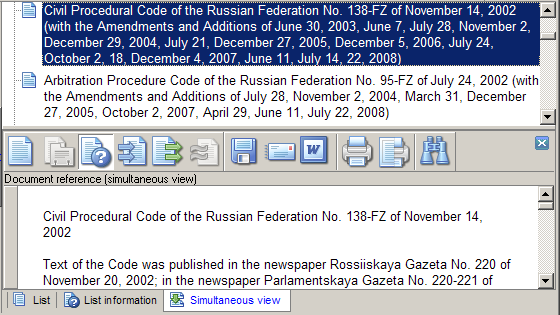 Civil Procedural Code of the Russian Federation No. 138-FZ of November 14, 2002
(with the Amendments and Additions of June 30, 2003, June 7, July 28, November 2,
December 29, 2004, July 21, December 27, 2005, December 5, 2006, July 24,
October 2, 18, December 4, 2007, June 11, July 14, 22, 2008)
Arbitration Procedure Code of the Russian Federation No. 95-FZ of July 24, 2002 (with
the Amendments and Additions of July 28, November 2, 2004, March 31, December
27, 2005, October 2, 2007, April 29, June 11, July 22, 2008)
W
Document reference (simultaneous view)
Civil Procedural Code of the Russian Federation No. 138-FZ of November 14,
2002
Text of the Code was published in the newspaper Rossiiskaya Gazeta No. 220 of
November 20, 2002; in the newspaper Parlamentskaya Gazeta No. 220-221 of
List
List information
Simultaneous view